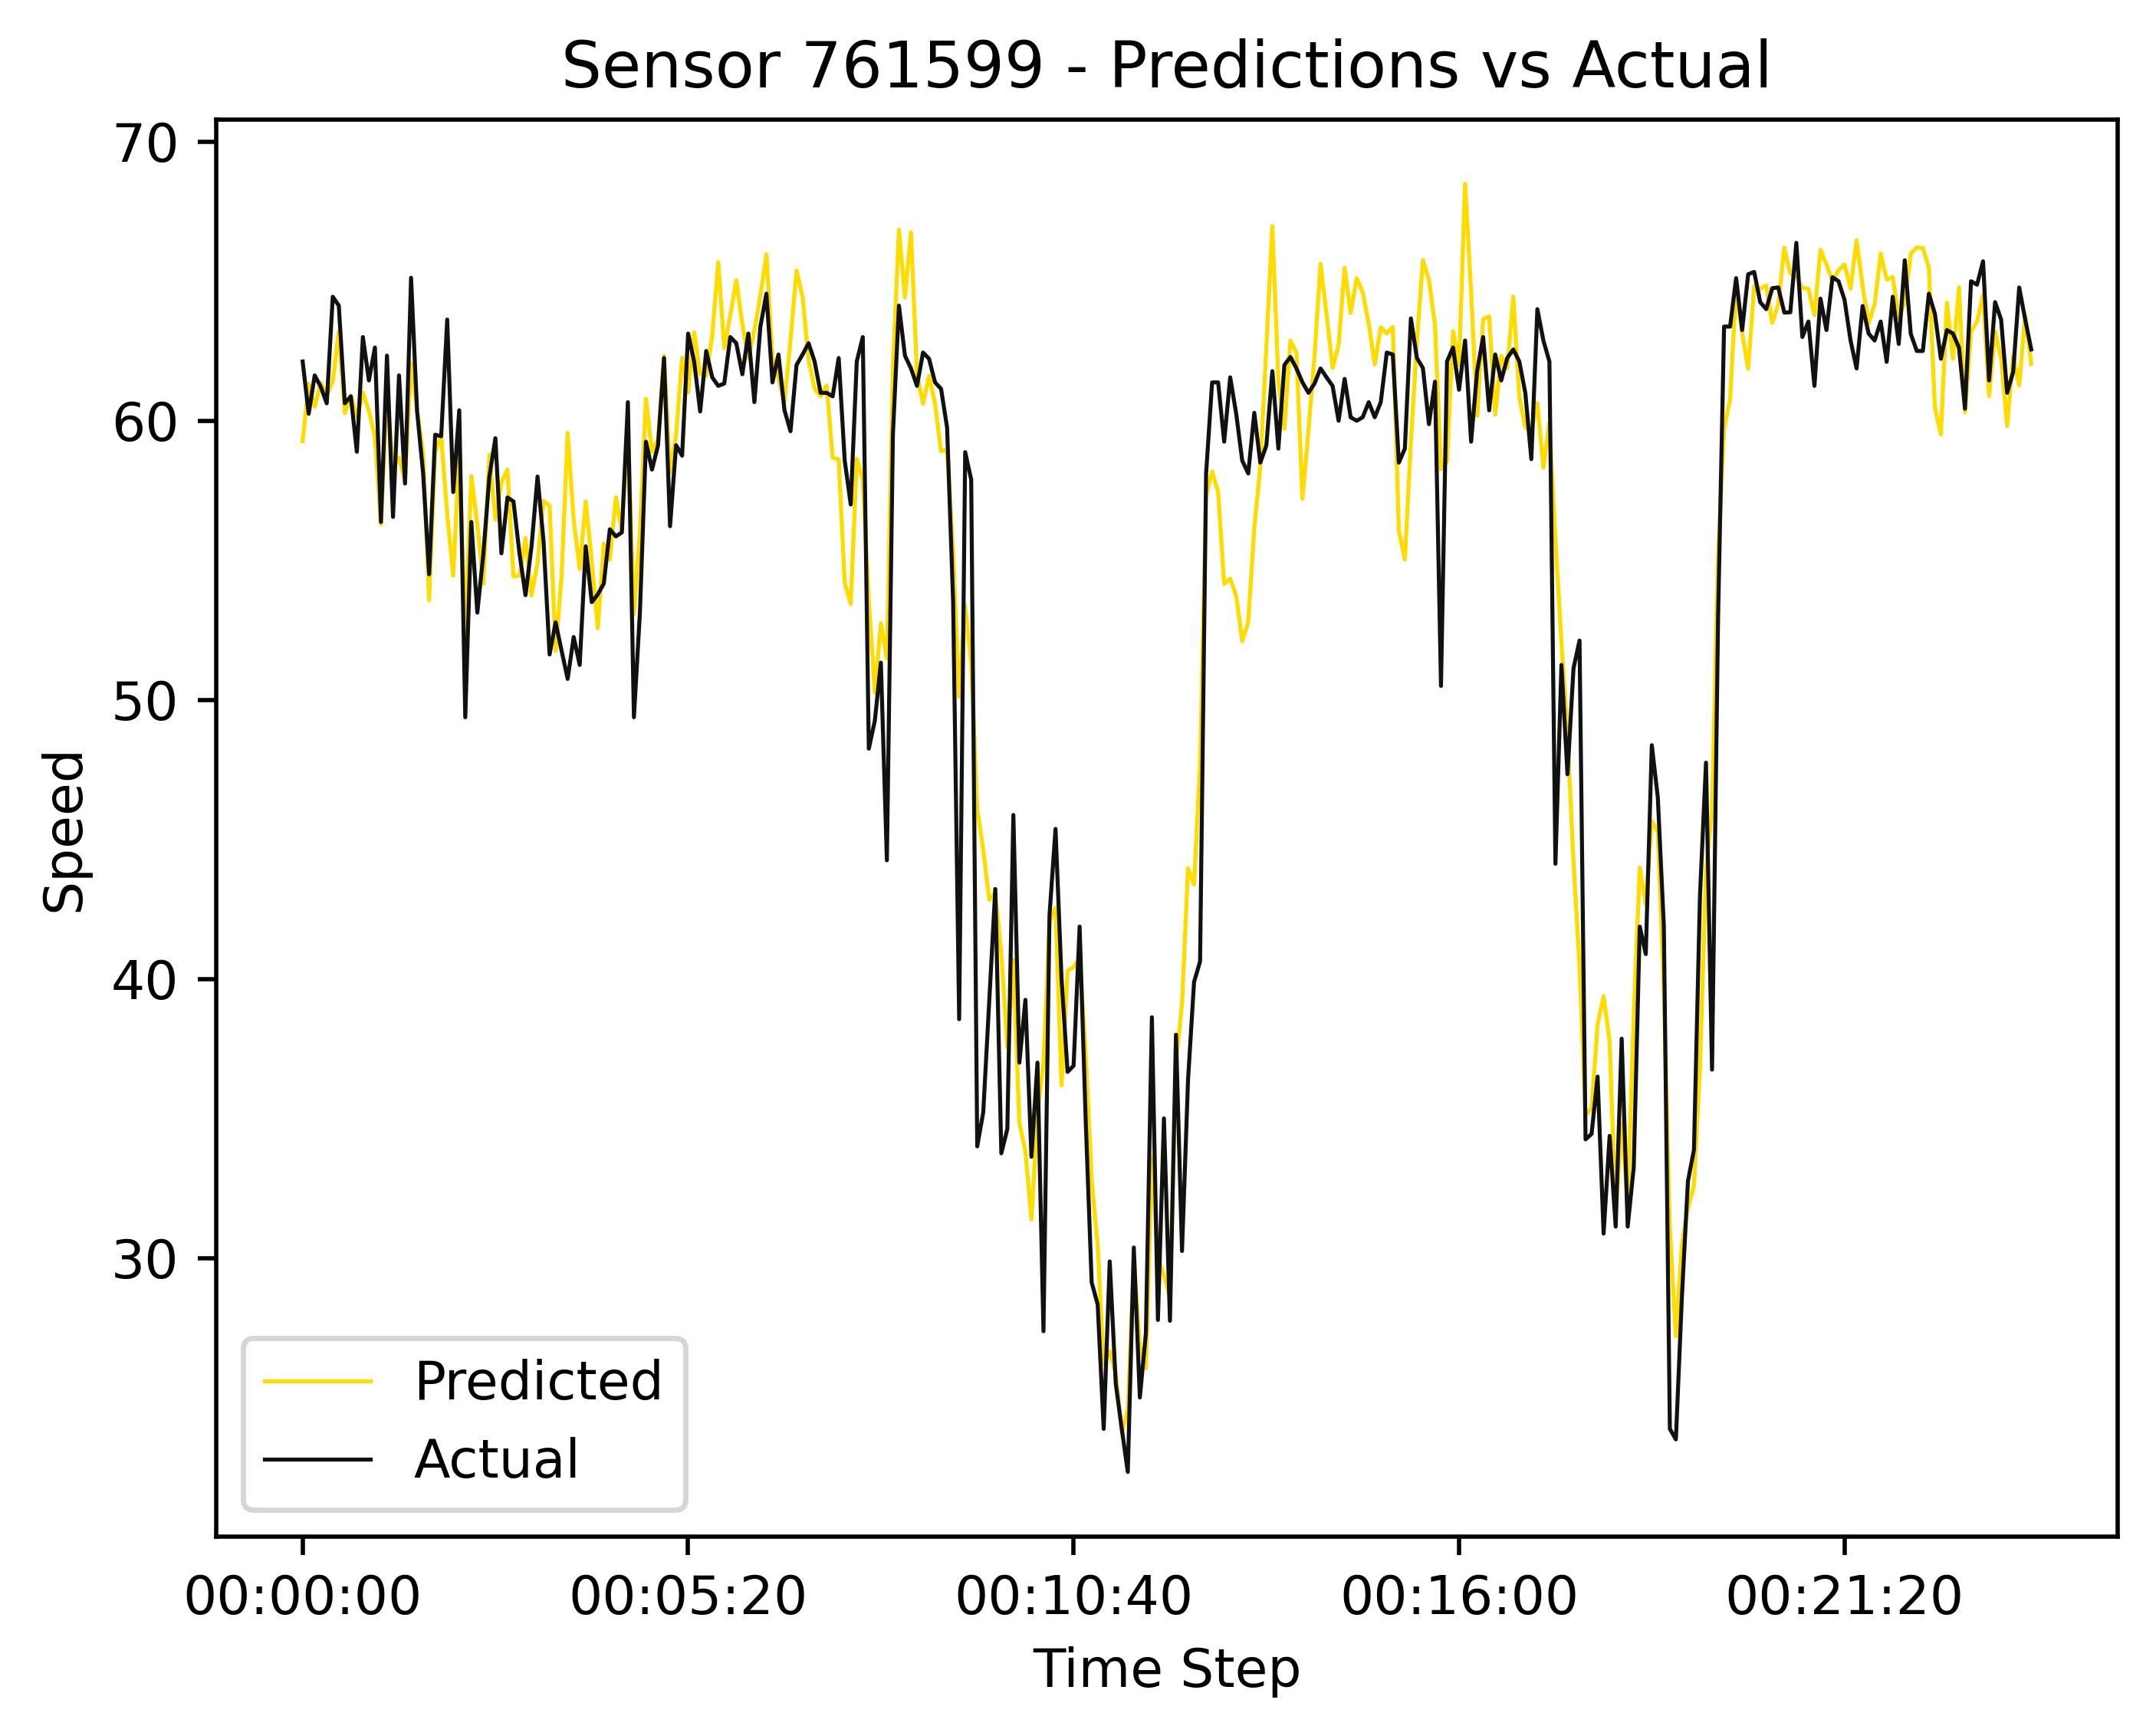 Sensor 761599 - Predictions vs Actual
70
60
50
40
30
Speed
Predicted
Actual
00:00:00 00:05:20 00:10:40 00:16:00 00:21:20
Time Step